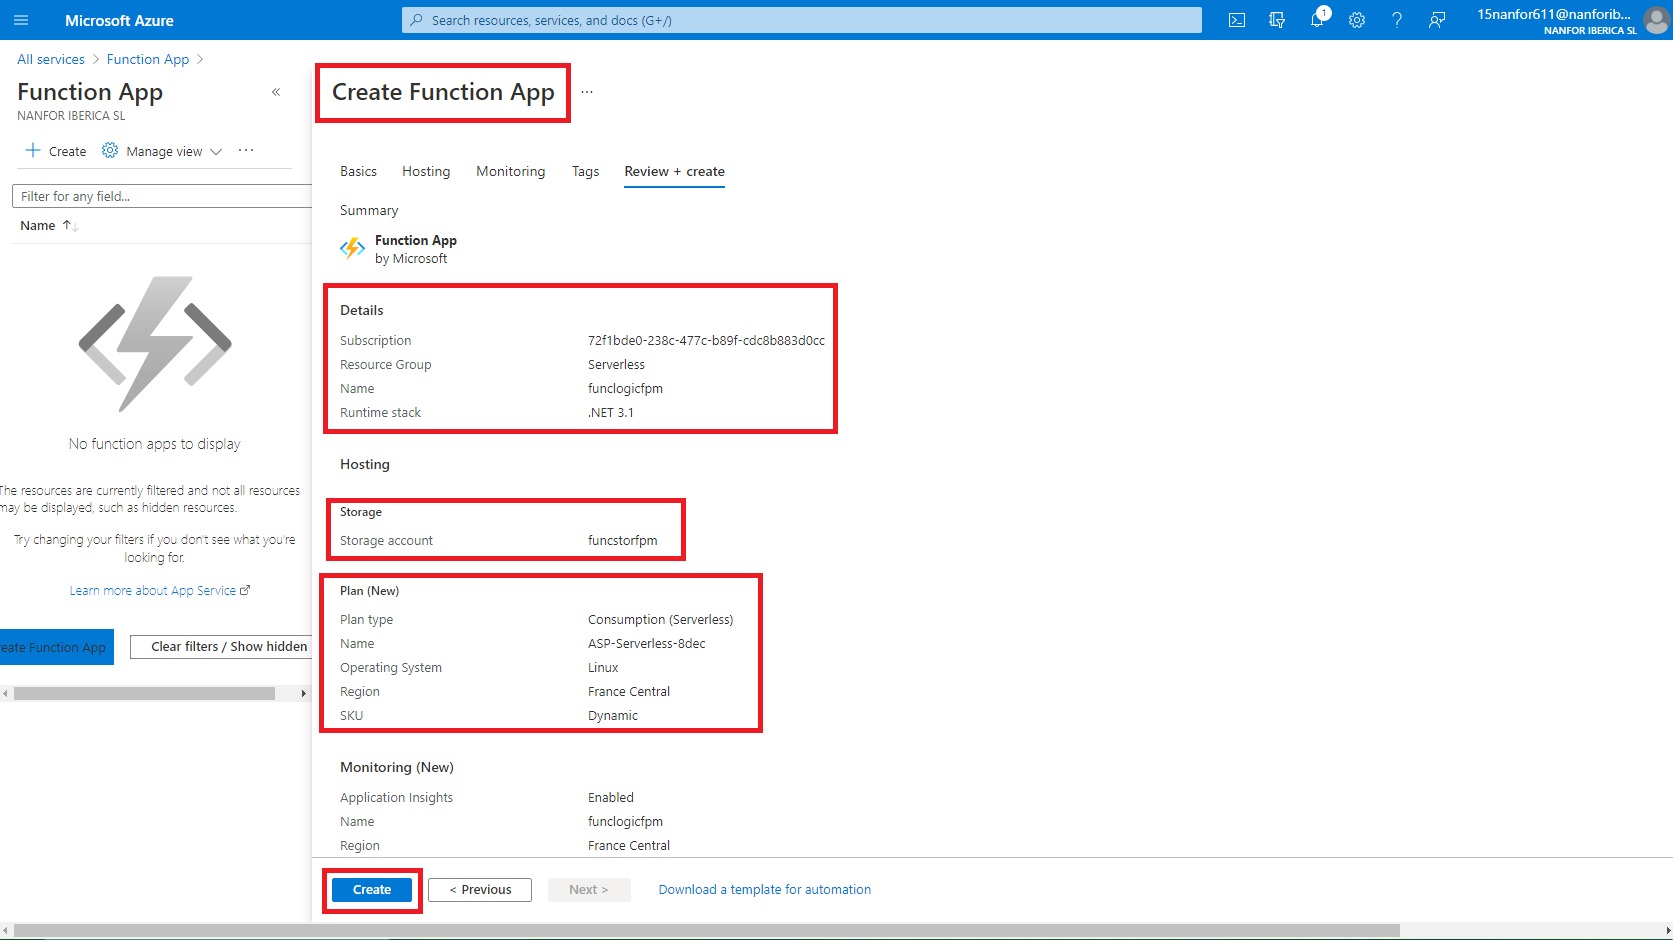 Microsoft Azure
Search resources, services, and docs (G+/)
1
15nanfor611@nanforib...
NANFOR IBERICA SL
All services > Function App >
Function App
NANFOR IBERICA SL
«
+ Create
Manage view
...
Filter for any field...
Name
No function apps to display
The resources are currently filtered and not all resources
may be displayed, such as hidden resources.
Try changing your filters if you don't see what you're
looking for.
Learn more about App Service
eate Function App
Clear filters / Show hidden
Create Function App
...
Basics
Hosting
Monitoring
Tags
Review + create
Summary
Function App
by Microsoft
Details
Subscription 72f1bde0-238c-477c-b89f-cdc8b883d0cc
Resource Group Serverless
Name funclogicfpm
Runtime stack .NET 3.1
Hosting
Storage
Storage account funcstorfpm
Plan (New)
Plan type Consumption (Serverless)
Name ASP-Serverless-8dec
Operating System Linux
Region France Central
SKU Dynamic
Monitoring (New)
Application Insights Enabled
Name funclogicfpm
Region France Central
Create
< Previous
Next >
Download a template for automation